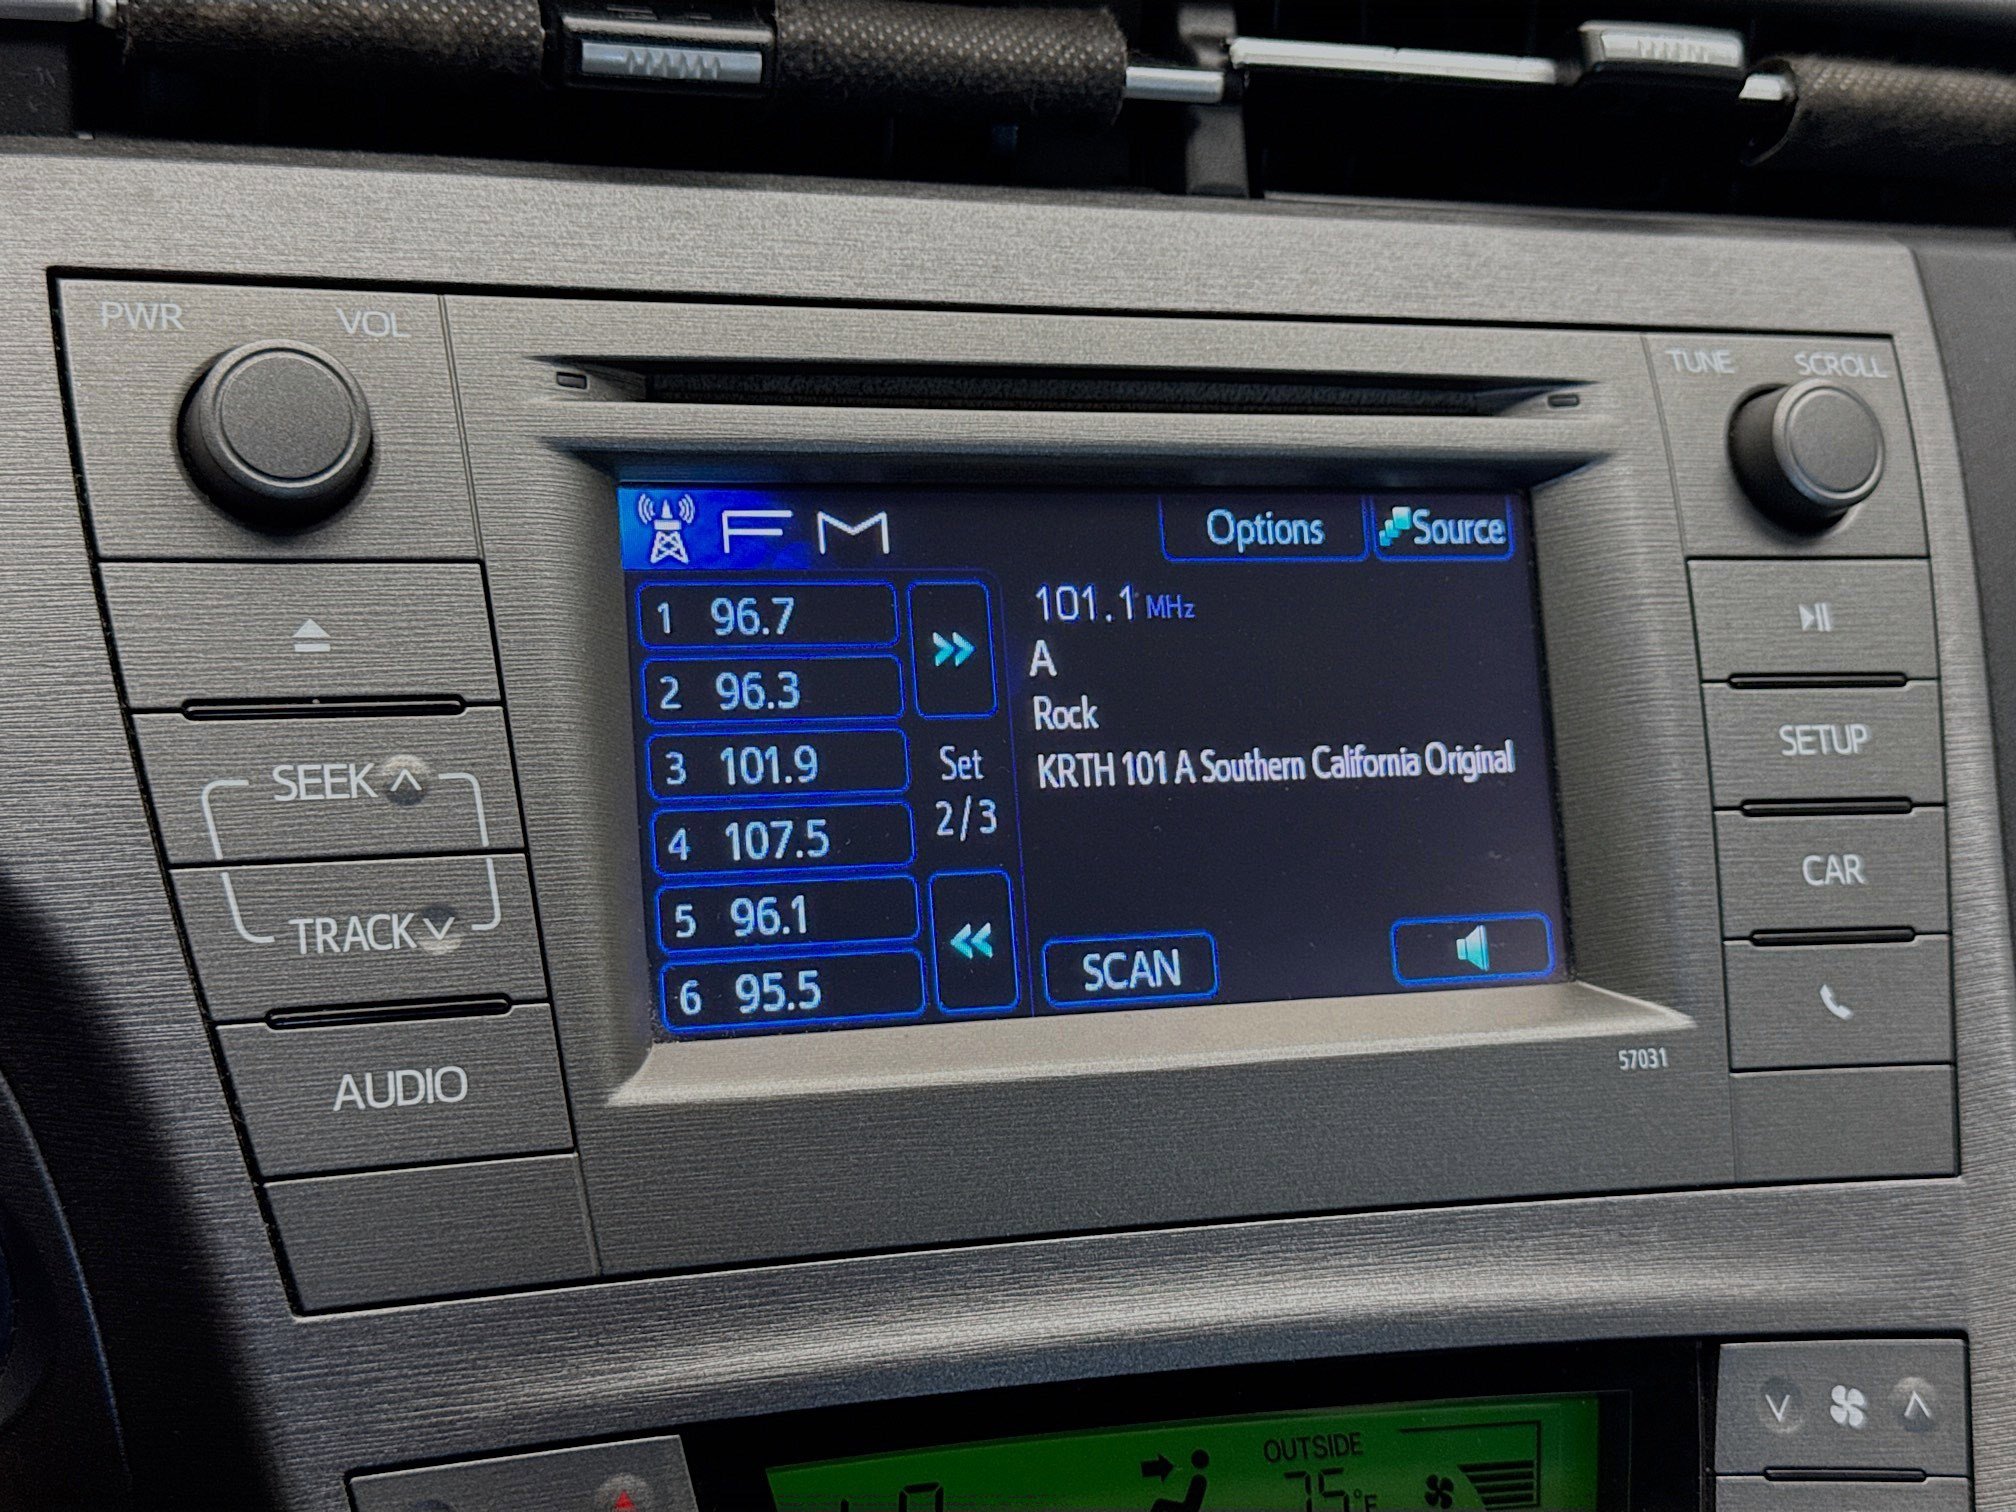 PWR VOL
TUNE SCROLL
FM
Options
Source
1 96.7
2 96.3
3 101.9
4 107.5
5 96.1
6 95.5
Set
2/3
101.1 MHz
A
Rock
KRTH 101 A Southern California Original
SCAN
SEEK
TRACK
AUDIO
SETUP
CAR
57031
OUTSIDE
75°F